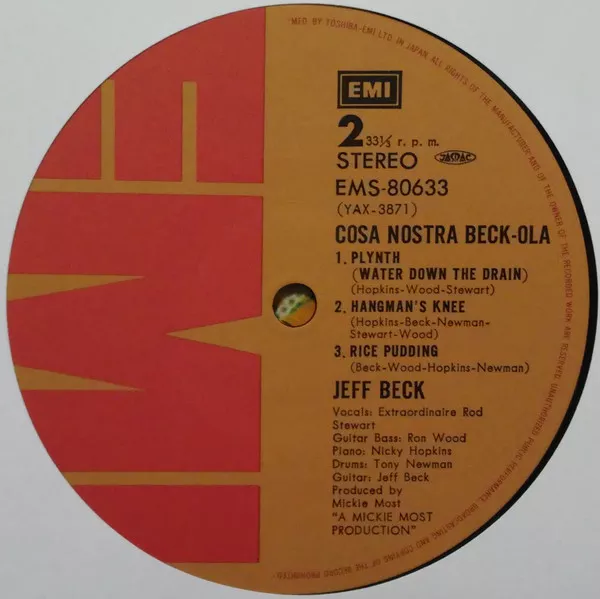 MFD BY TOSHIBA-EMI LTD. IN JAPAN. ALL RIGHTS OF THE MANUFACTURER AND OF THE OWNER OF THE RECORDED WORK ARE RESERVED. UNAUTHORISED PUBLIC PERFORMANCE, BROADCASTING AND COPYING OF THE RECORD PROHIBITED.
EMI
EMI
2 33⅓ r. p. m.
STEREO JASRAC
EMS-80633
(YAX-3871)
COSA NOSTRA BECK-OLA
1. PLYNTH
(WATER DOWN THE DRAIN)
(Hopkins-Wood-Stewart)
2. HANGMAN'S KNEE
(Hopkins-Beck-Newman-
Stewart-Wood)
3. RICE PUDDING
(Beck-Wood-Hopkins-Newman)
JEFF BECK
Vocals: Extraordinaire Rod
Stewart
Guitar Bass: Ron Wood
Piano: Nicky Hopkins
Drums: Tony Newman
Guitar: Jeff Beck
Produced by
Mickie Most
"A MICKIE MOST
PRODUCTION"